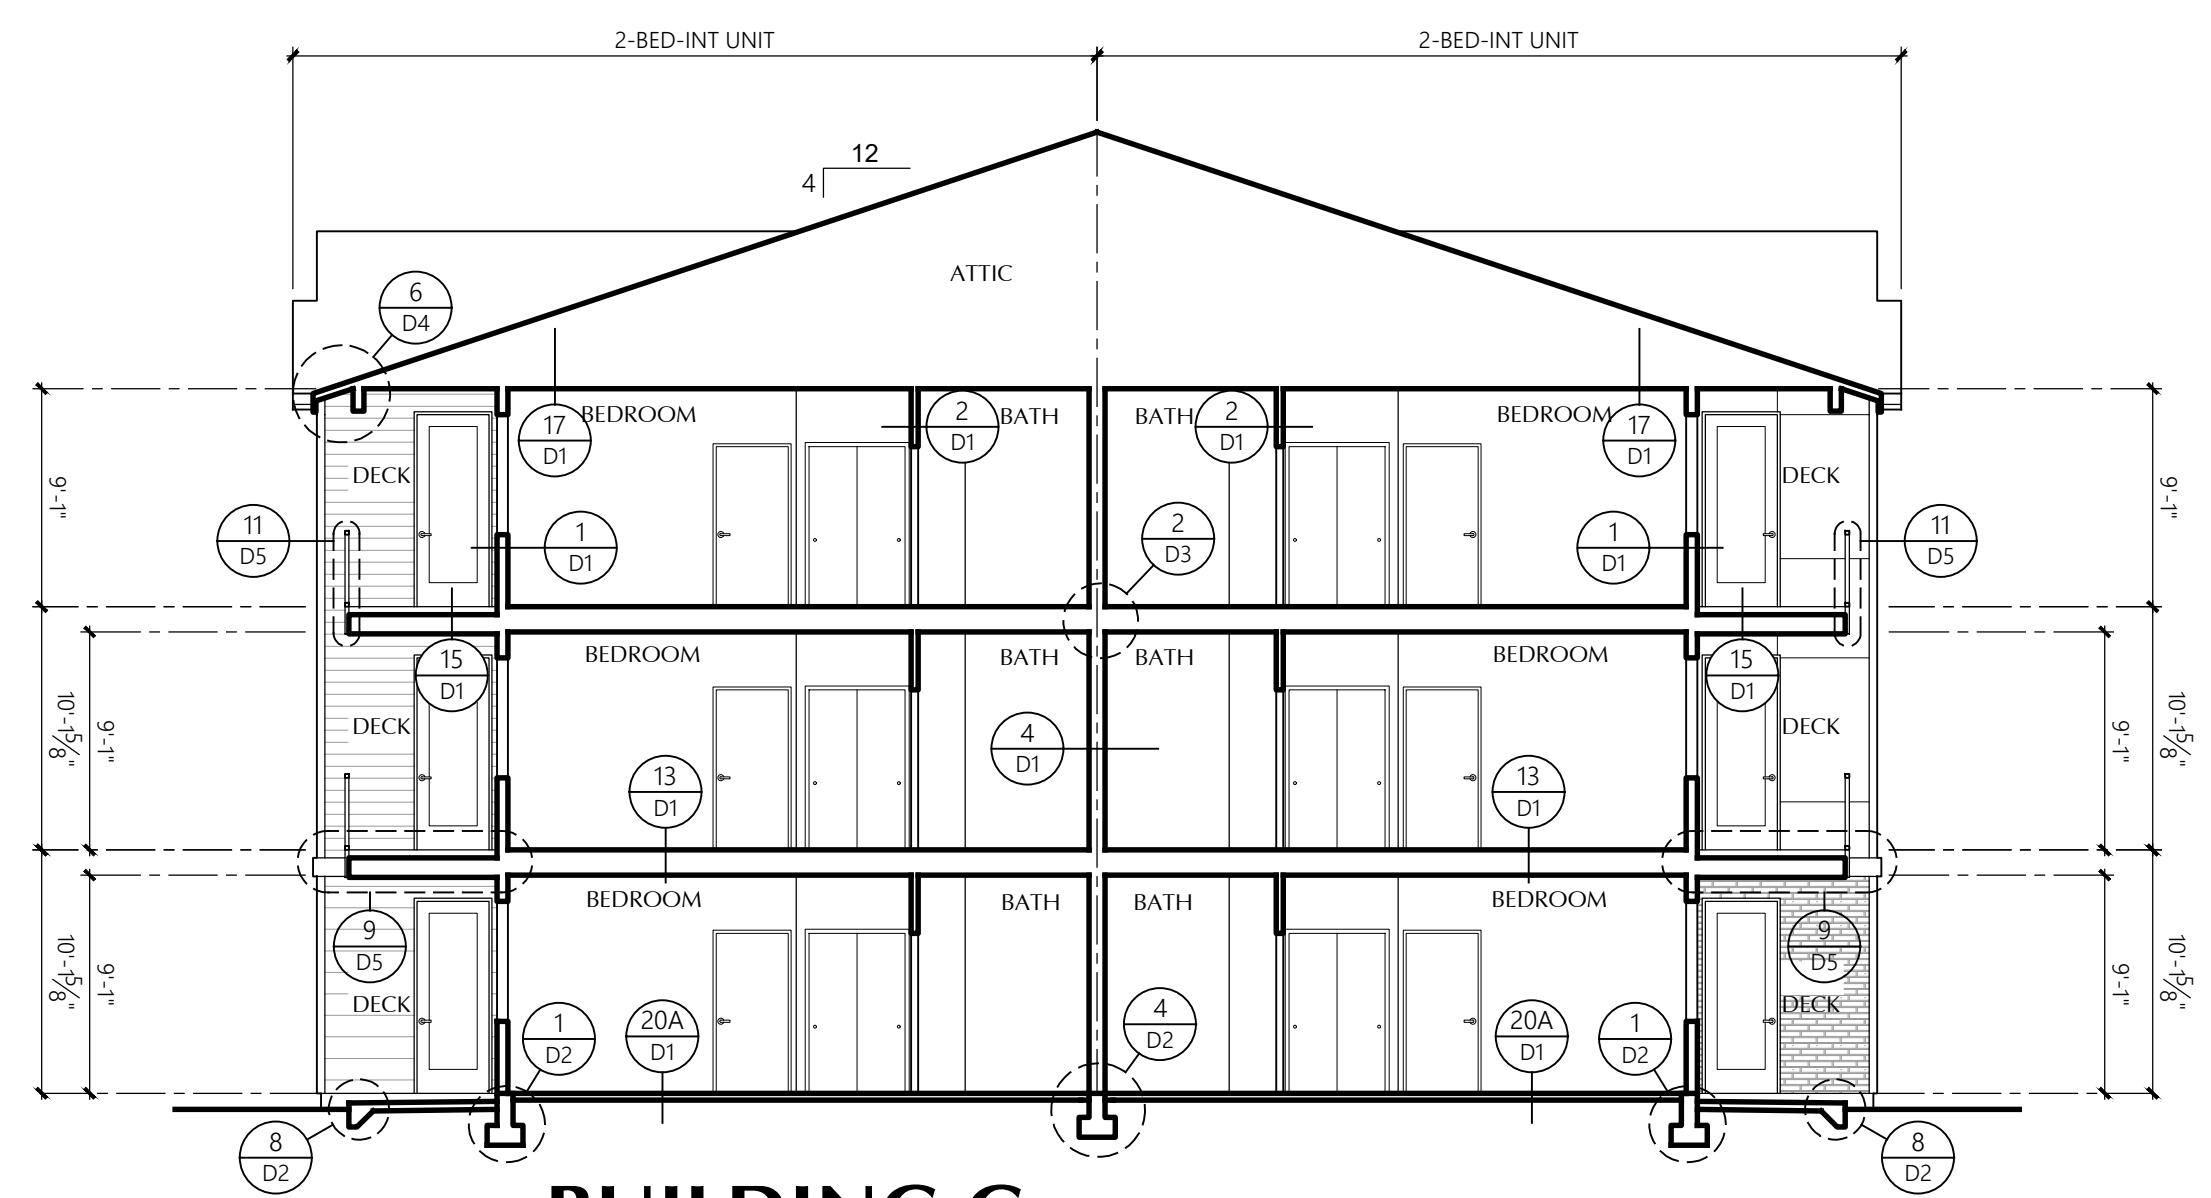 2-BED-INT UNIT 2-BED-INT UNIT
12
4
ATTIC
6
D4
BEDROOM 2 BATH BATH 2 BEDROOM
17 D1 D1 17
D1 D1
DECK DECK
9'-1" 9'-1"
11 1 2 1 11
D5 D1 D3 D1 D5
BEDROOM BATH BATH BEDROOM
15 15
D1 D1
DECK DECK
10'-1 5/8" 9'-1" 4 9'-1" 10'-1 5/8"
D1
13 13
D1 D1
BEDROOM BATH BATH BEDROOM
9 9
D5 D5
10'-1 5/8" 9'-1" 9'-1" 10'-1 5/8"
DECK DECK
1 20A 4 20A 1
D2 D1 D2 D1 D2
8 8
D2 D2